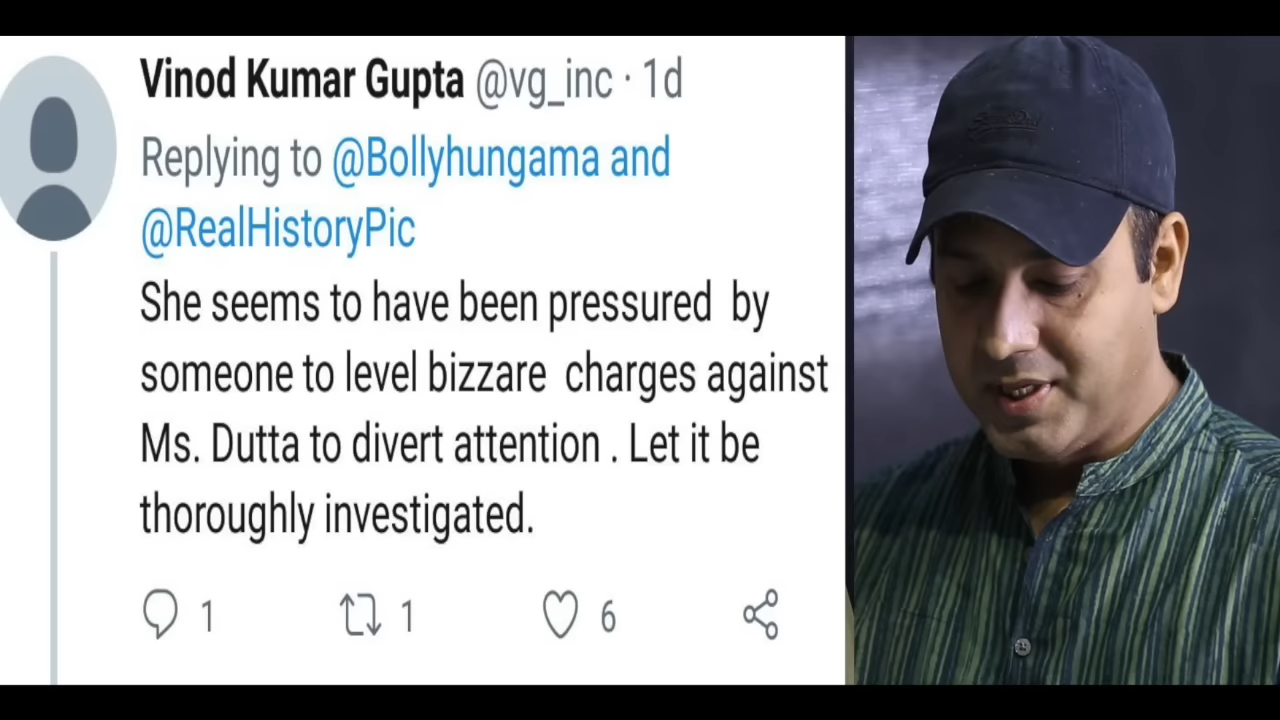 Vinod Kumar Gupta @vg_inc · 1d
Replying to @Bollyhungama and
@RealHistoryPic
She seems to have been pressured by
someone to level bizzare charges against
Ms. Dutta to divert attention . Let it be
thoroughly investigated.
1 1 6